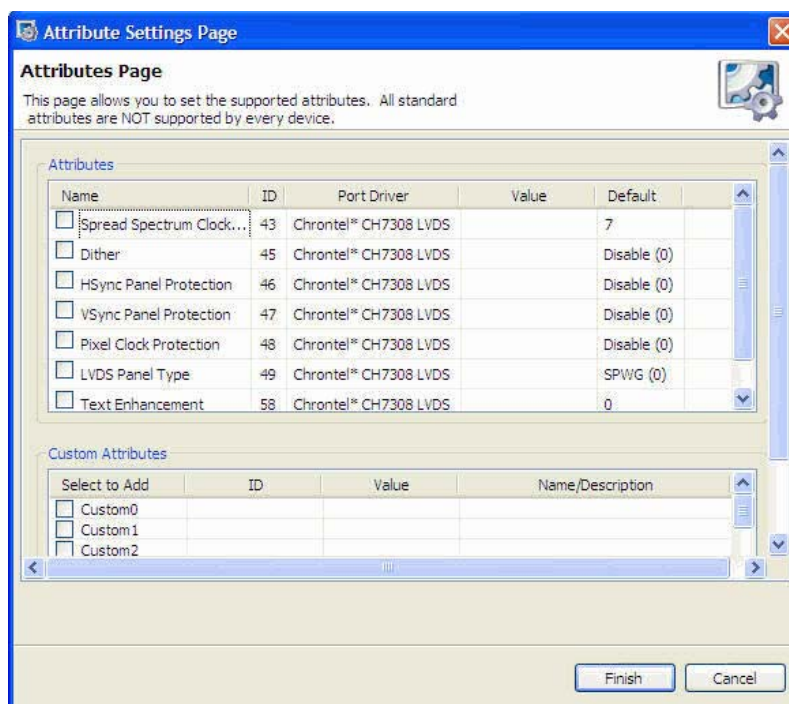 Attribute Settings Page
Attributes Page
This page allows you to set the supported attributes. All standard
attributes are NOT supported by every device.
Attributes
Name ID Port Driver Value Default
Spread Spectrum Clock... 43 Chrontel* CH7308 LVDS 7
Dither 45 Chrontel* CH7308 LVDS Disable (0)
HSync Panel Protection 46 Chrontel* CH7308 LVDS Disable (0)
VSync Panel Protection 47 Chrontel* CH7308 LVDS Disable (0)
Pixel Clock Protection 48 Chrontel* CH7308 LVDS Disable (0)
LVDS Panel Type 49 Chrontel* CH7308 LVDS SPWG (0)
Text Enhancement 58 Chrontel* CH7308 LVDS 0
Custom Attributes
Select to Add ID Value Name/Description
Custom0
Custom1
Custom2
Finish Cancel